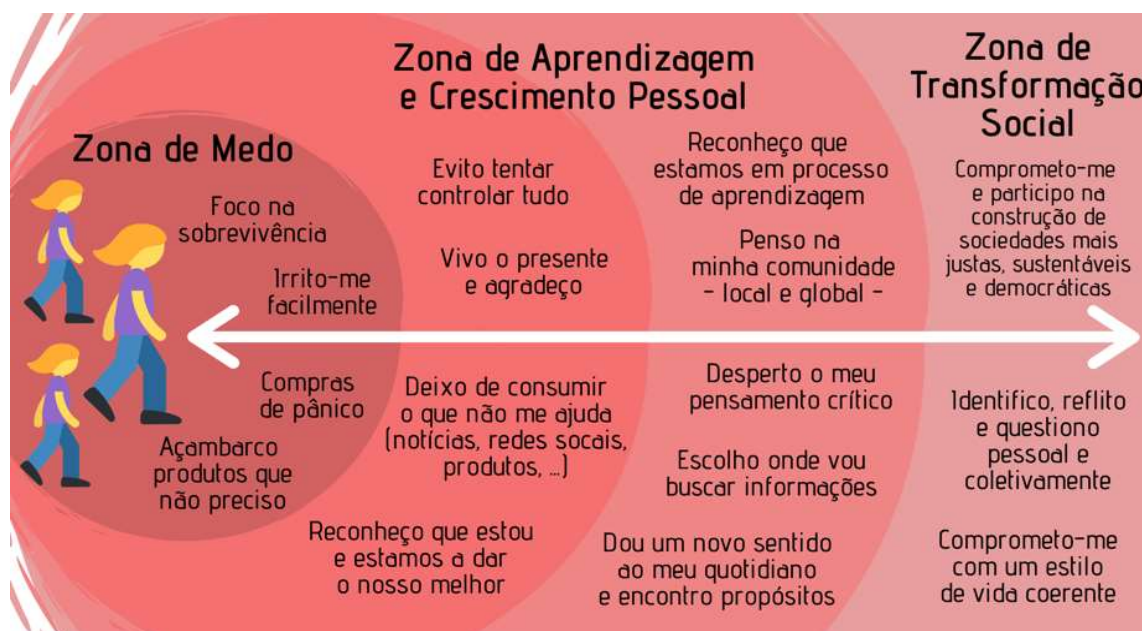 Zona de Medo
Foco na
sobrevivência
Irrito-me
facilmente
Compras
de pânico
Açambarco
produtos que
não preciso
Zona de Aprendizagem
e Crescimento Pessoal
Evito tentar
controlar tudo
Vivo o presente
e agradeço
Deixo de consumir
o que não me ajuda
(notícias, redes socais,
produtos, ...)
Reconheço que estou
e estamos a dar
o nosso melhor
Reconheço que
estamos em processo
de aprendizagem
Penso na
minha comunidade
- local e global -
Desperto o meu
pensamento crítico
Escolho onde vou
buscar informações
Dou um novo sentido
ao meu quotidiano
e encontro propósitos
Zona de
Transformação
Social
Comprometo-me
e participo na
construção de
sociedades mais
justas, sustentáveis
e democráticas
Identifico, reflito
e questiono
pessoal e
coletivamente
Comprometo-me
com um estilo
de vida coerente